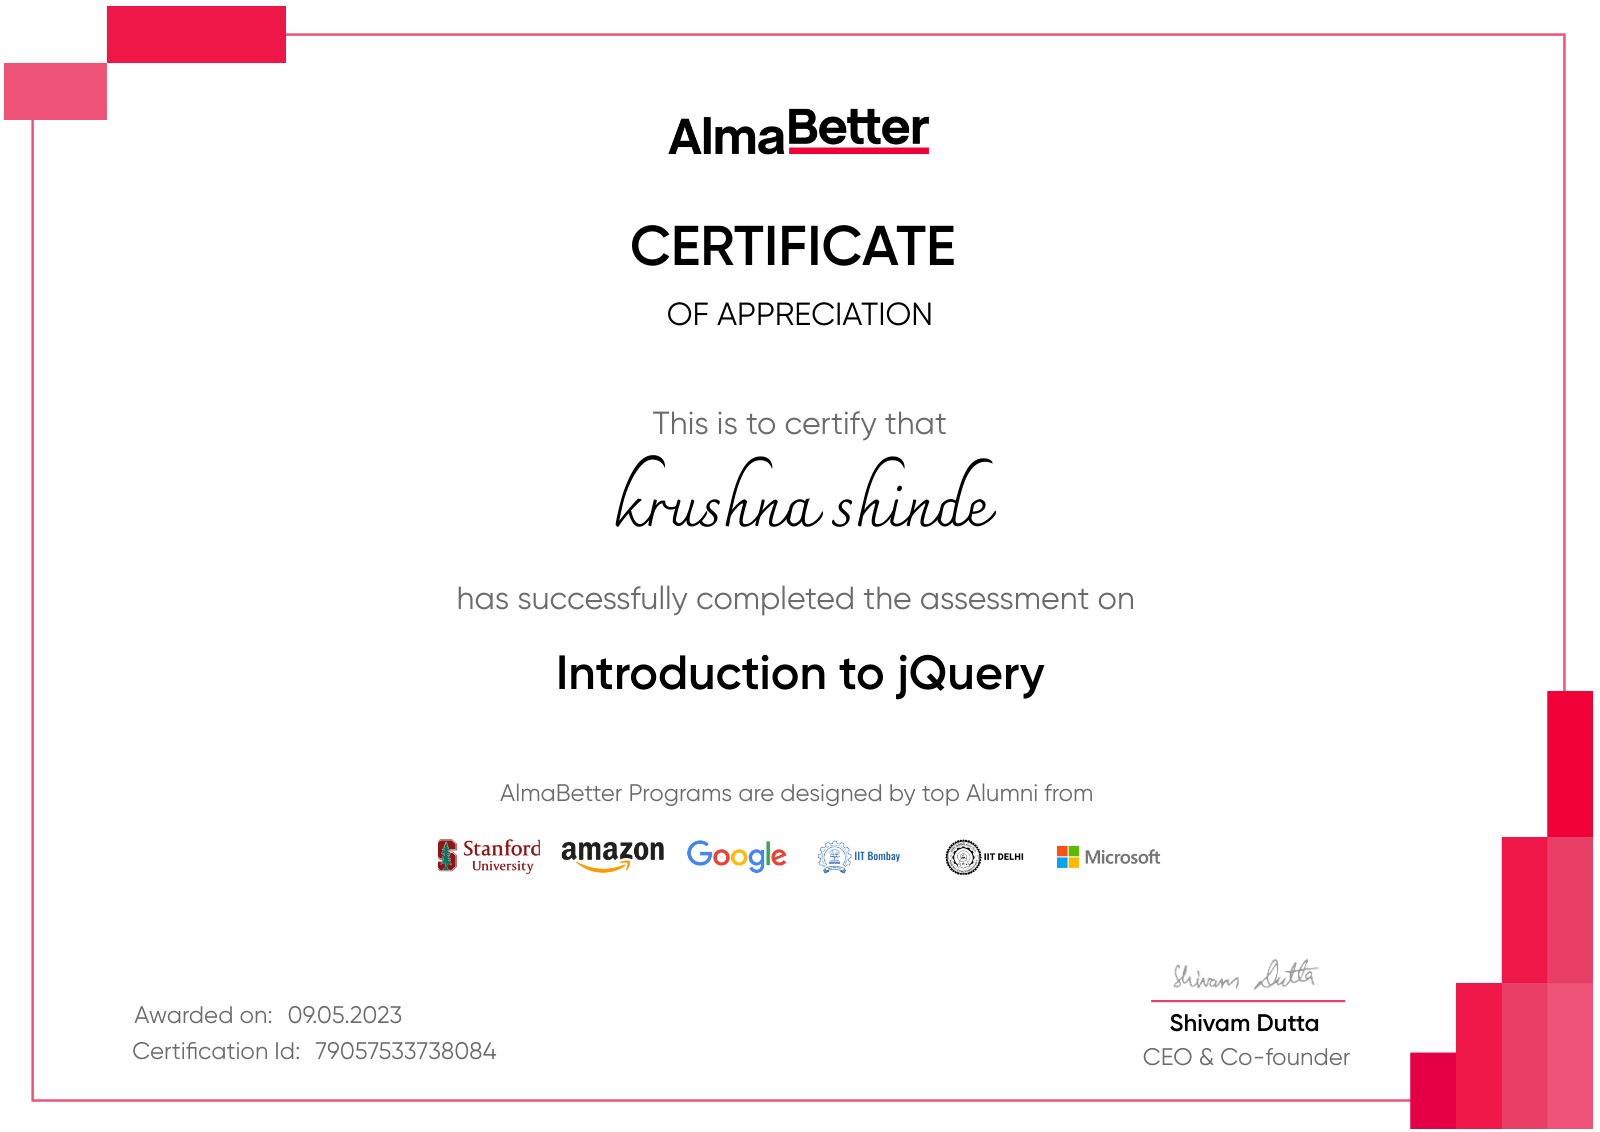 AlmaBetter
CERTIFICATE
OF APPRECIATION
This is to certify that
krushna shinde
has successfully completed the assessment on
Introduction to jQuery
AlmaBetter Programs are designed by top Alumni from
Stanford University amazon Google IIT Bombay IIT DELHI Microsoft
Shivam Dutta
Awarded on: 09.05.2023
Certification Id: 79057533738084
Shivam Dutta
CEO & Co-founder